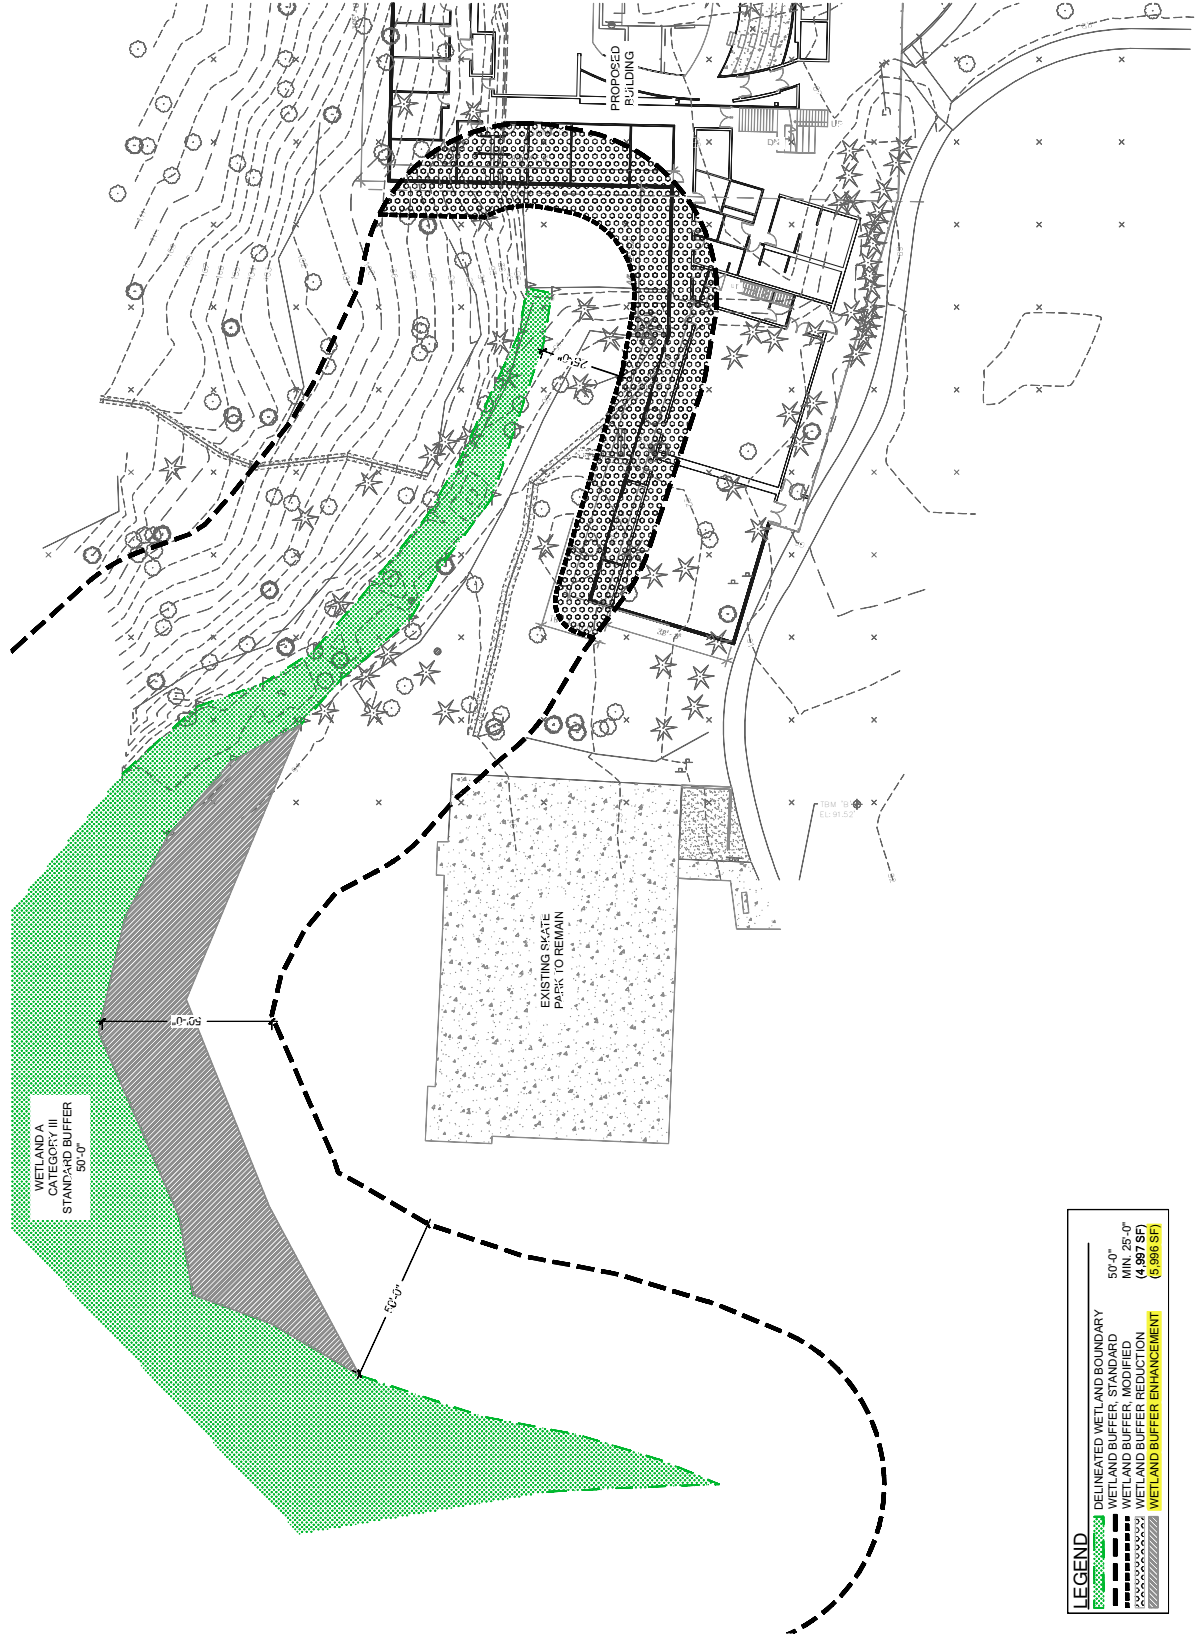 PROPOSED
BUILDING
UP
DN
25'-0"
TBM 'B'
EL: 91.52
EXISTING SKATE
PARK TO REMAIN
50'-0"
WETLAND A
CATEGORY III
STANDARD BUFFER
50'-0"
50'-0"
LEGEND
DELINEATED WETLAND BOUNDARY
WETLAND BUFFER, STANDARD 50'-0"
WETLAND BUFFER, MODIFIED MIN. 25'-0"
WETLAND BUFFER REDUCTION (4,997 SF)
WETLAND BUFFER ENHANCEMENT (5,996 SF)